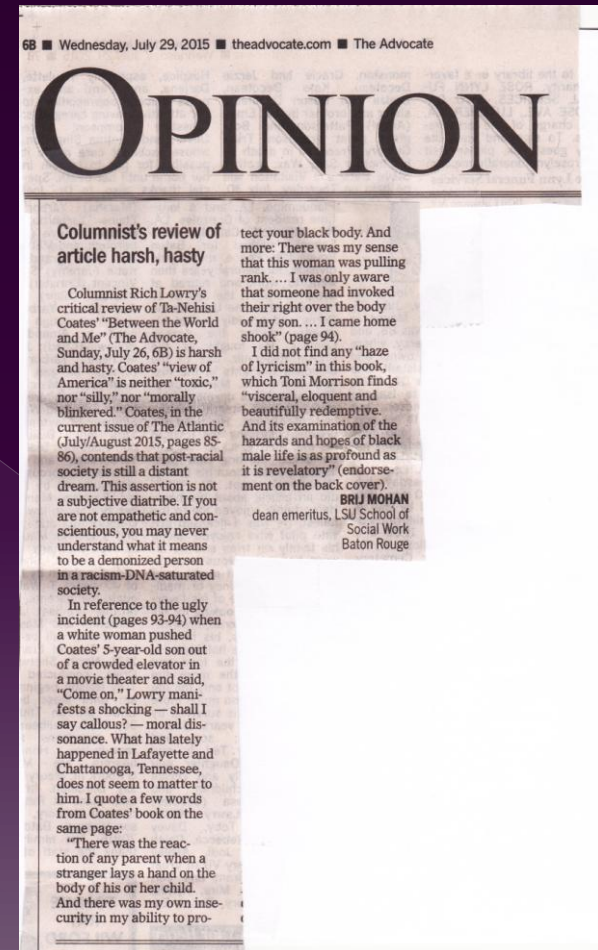 6B ■ Wednesday, July 29, 2015 ■ theadvocate.com ■ The Advocate
OPINION
Columnist's review of
article harsh, hasty
Columnist Rich Lowry's
critical review of Ta-Nehisi
Coates' “Between the World
and Me” (The Advocate,
Sunday, July 26, 6B) is harsh
and hasty. Coates' “view of
America” is neither “toxic,”
nor “silly,” nor “morally
blinkered.” Coates, in the
current issue of The Atlantic
(July/August 2015, pages 85-
86), contends that post-racial
society is still a distant
dream. This assertion is not
a subjective diatribe. If you
are not empathetic and con-
scientious, you may never
understand what it means
to be a demonized person
in a racism-DNA-saturated
society.
In reference to the ugly
incident (pages 93-94) when
a white woman pushed
Coates' 5-year-old son out
of a crowded elevator in
a movie theater and said,
“Come on,” Lowry mani-
fests a shocking — shall I
say callous? — moral dis-
sonance. What has lately
happened in Lafayette and
Chattanooga, Tennessee,
does not seem to matter to
him. I quote a few words
from Coates' book on the
same page:
“There was the reac-
tion of any parent when a
stranger lays a hand on the
body of his or her child.
And there was my own inse-
curity in my ability to pro-
tect your black body. And
more: There was my sense
that this woman was pulling
rank. ... I was only aware
that someone had invoked
their right over the body
of my son. ... I came home
shook” (page 94).
I did not find any “haze
of lyricism” in this book,
which Toni Morrison finds
“visceral, eloquent and
beautifully redemptive.
And its examination of the
hazards and hopes of black
male life is as profound as
it is revelatory” (endorse-
ment on the back cover).
BRIJ MOHAN
dean emeritus, LSU School of
Social Work
Baton Rouge